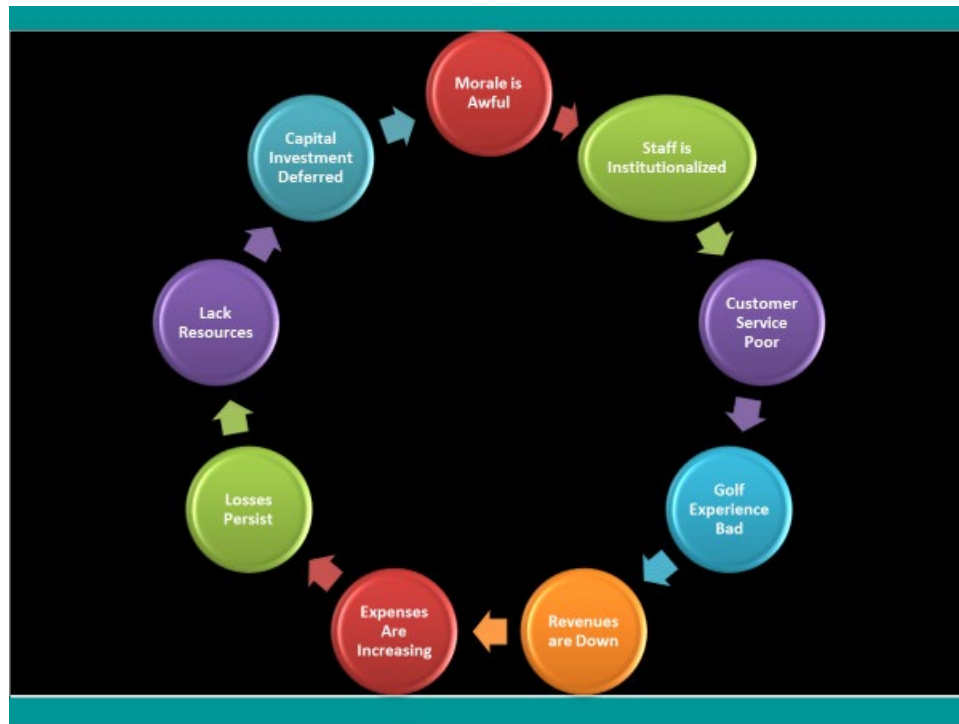 Morale is
Awful
Staff is
Institutionalized
Customer
Service
Poor
Golf
Experience
Bad
Revenues
are Down
Expenses
Are
Increasing
Losses
Persist
Lack
Resources
Capital
Investment
Deferred